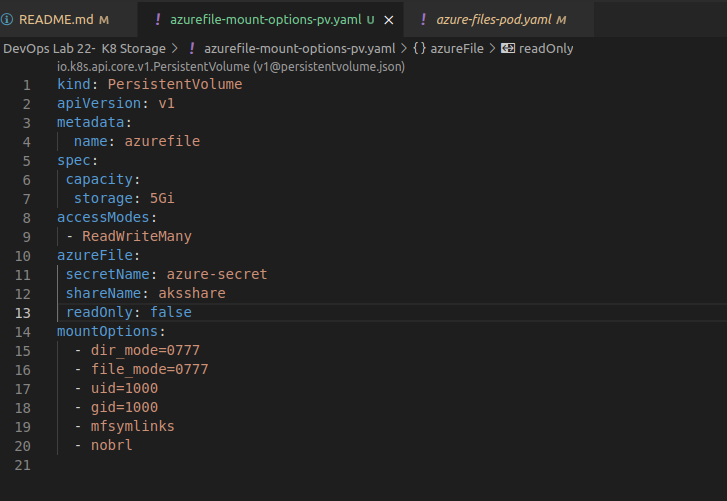 README.md M
! azurefile-mount-options-pv.yaml U ×
! azure-files-pod.yaml M
DevOps Lab 22- K8 Storage > ! azurefile-mount-options-pv.yaml > {} azureFile > readOnly
io.k8s.api.core.v1.PersistentVolume (v1@persistentvolume.json)
1 kind: PersistentVolume
2 apiVersion: v1
3 metadata:
4   name: azurefile
5 spec:
6  capacity:
7   storage: 5Gi
8 accessModes:
9  - ReadWriteMany
10 azureFile:
11  secretName: azure-secret
12  shareName: aksshare
13  readOnly: false
14 mountOptions:
15   - dir_mode=0777
16   - file_mode=0777
17   - uid=1000
18   - gid=1000
19   - mfsymlinks
20   - nobrl
21